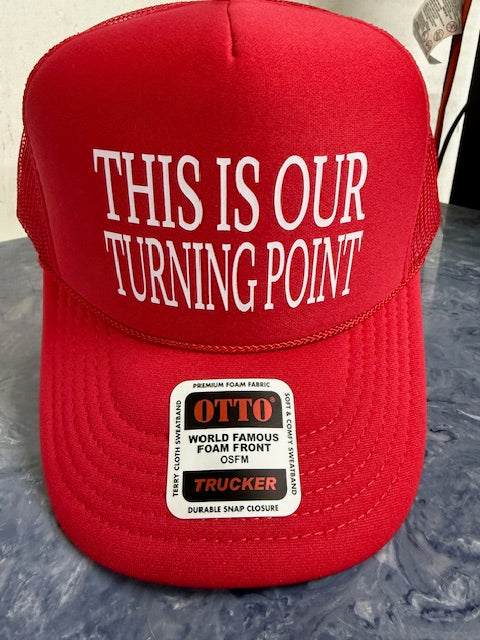 THIS IS OUR
TURNING POINT
PREMIUM FOAM FABRIC
TERRY CLOTH SWEATBAND
SOFT & COMFY SWEATBAND
OTTO®
WORLD FAMOUS
FOAM FRONT
OSFM
TRUCKER
DURABLE SNAP CLOSURE